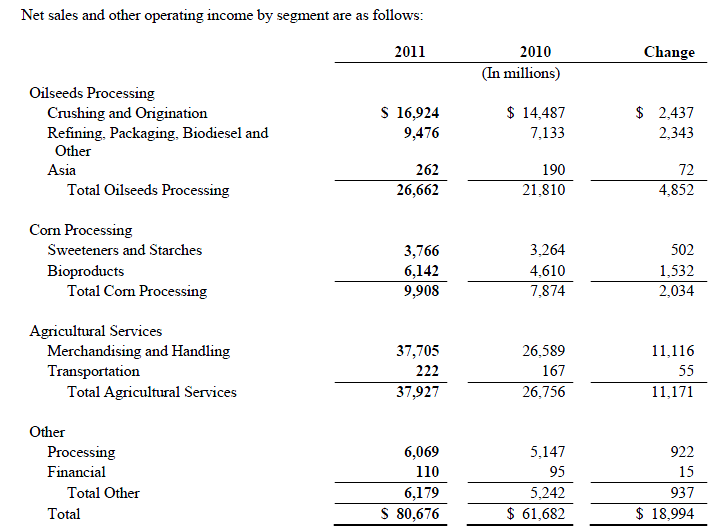 Net sales and other operating income by segment are as follows:
2011 2010 Change
(In millions)
Oilseeds Processing
Crushing and Origination $ 16,924 $ 14,487 $ 2,437
Refining, Packaging, Biodiesel and 9,476 7,133 2,343
Other
Asia 262 190 72
Total Oilseeds Processing 26,662 21,810 4,852
Corn Processing
Sweeteners and Starches 3,766 3,264 502
Bioproducts 6,142 4,610 1,532
Total Corn Processing 9,908 7,874 2,034
Agricultural Services
Merchandising and Handling 37,705 26,589 11,116
Transportation 222 167 55
Total Agricultural Services 37,927 26,756 11,171
Other
Processing 6,069 5,147 922
Financial 110 95 15
Total Other 6,179 5,242 937
Total $ 80,676 $ 61,682 $ 18,994